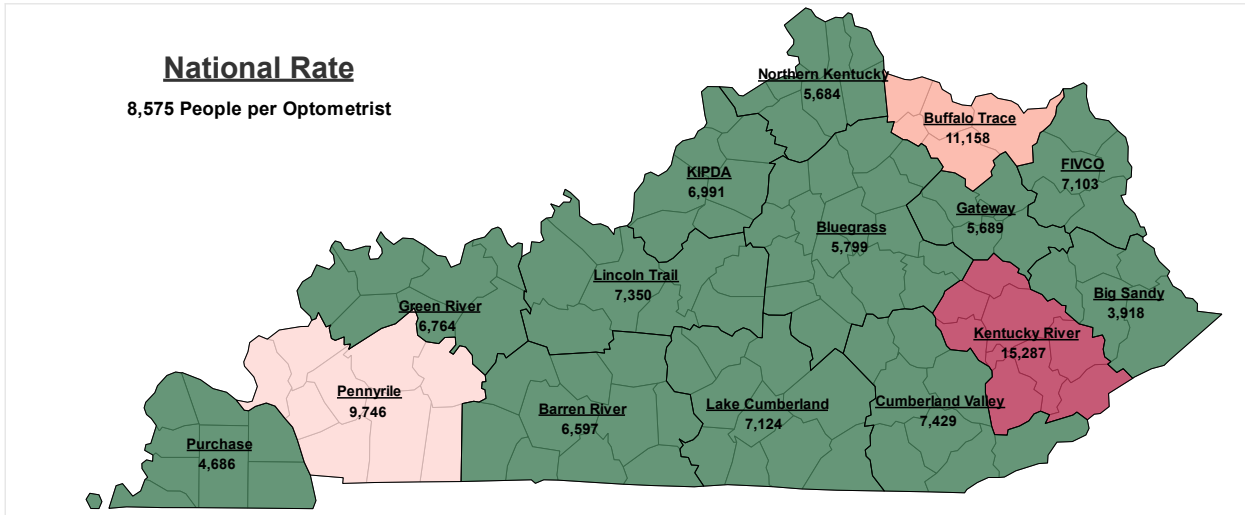 National Rate
8,575 People per Optometrist
Northern Kentucky
5,684
Buffalo Trace
11,158
KIPDA
6,991
FIVCO
7,103
Gateway
5,689
Bluegrass
5,799
Lincoln Trail
7,350
Big Sandy
3,918
Green River
6,764
Kentucky River
15,287
Pennyrile
9,746
Barren River
6,597
Lake Cumberland
7,124
Cumberland Valley
7,429
Purchase
4,686